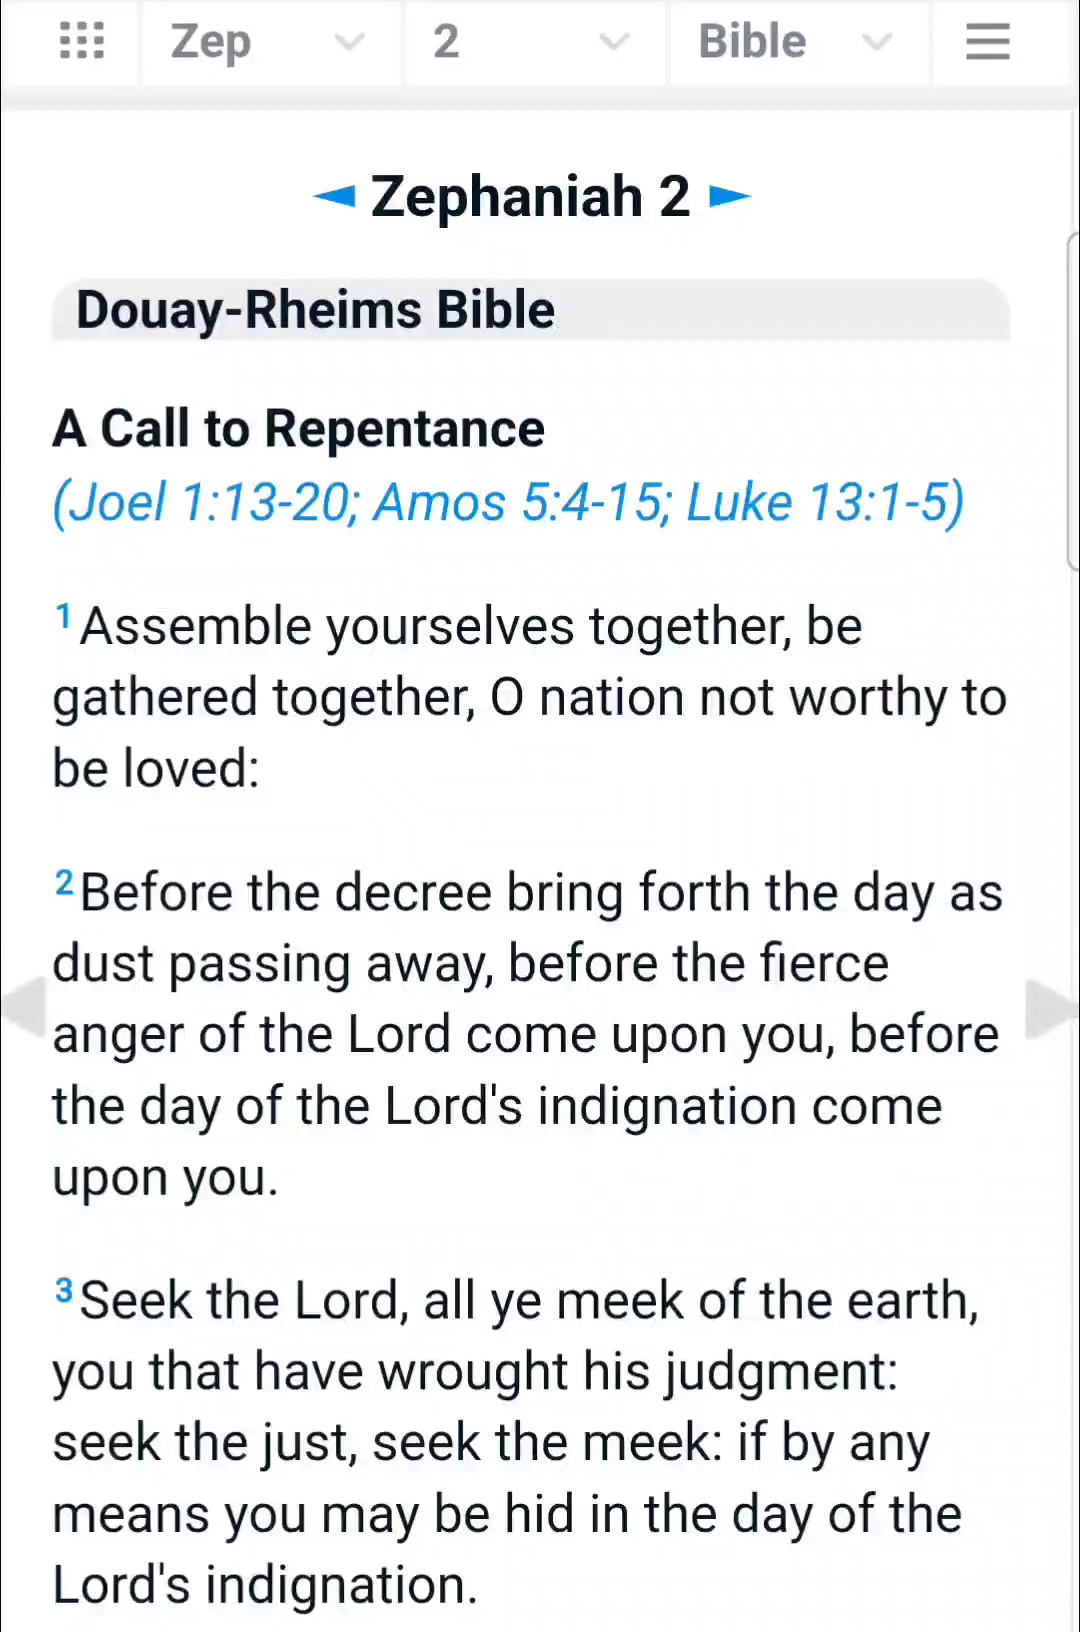 Zep 2 Bible
Zephaniah 2
Douay-Rheims Bible
A Call to Repentance
(Joel 1:13-20; Amos 5:4-15; Luke 13:1-5)
1 Assemble yourselves together, be
gathered together, O nation not worthy to
be loved:
2 Before the decree bring forth the day as
dust passing away, before the fierce
anger of the Lord come upon you, before
the day of the Lord's indignation come
upon you.
3 Seek the Lord, all ye meek of the earth,
you that have wrought his judgment:
seek the just, seek the meek: if by any
means you may be hid in the day of the
Lord's indignation.